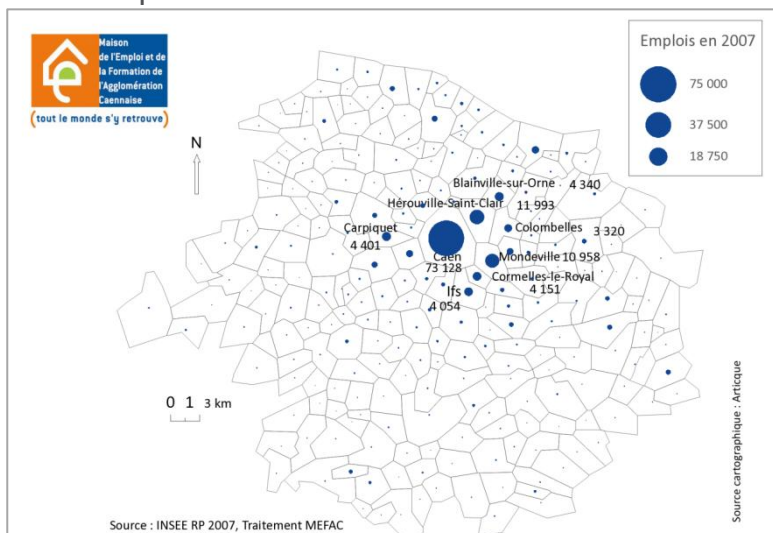 Maison
de l'Emploi et de
la Formation de
l'Agglomération
Caennaise
(tout le monde s'y retrouve)
Emplois en 2007
75 000
37 500
18 750
N
Blainville-sur-Orne 4 340
Hérouville-Saint-Clair 11 993
Carpiquet
4 401
Colombelles 3 320
Caen
73 128
Mondeville 10 958
Cormelles-le-Royal
4 151
Ifs
4 054
0 1 3 km
Source cartographique : Articque
Source : INSEE RP 2007, Traitement MEFAC